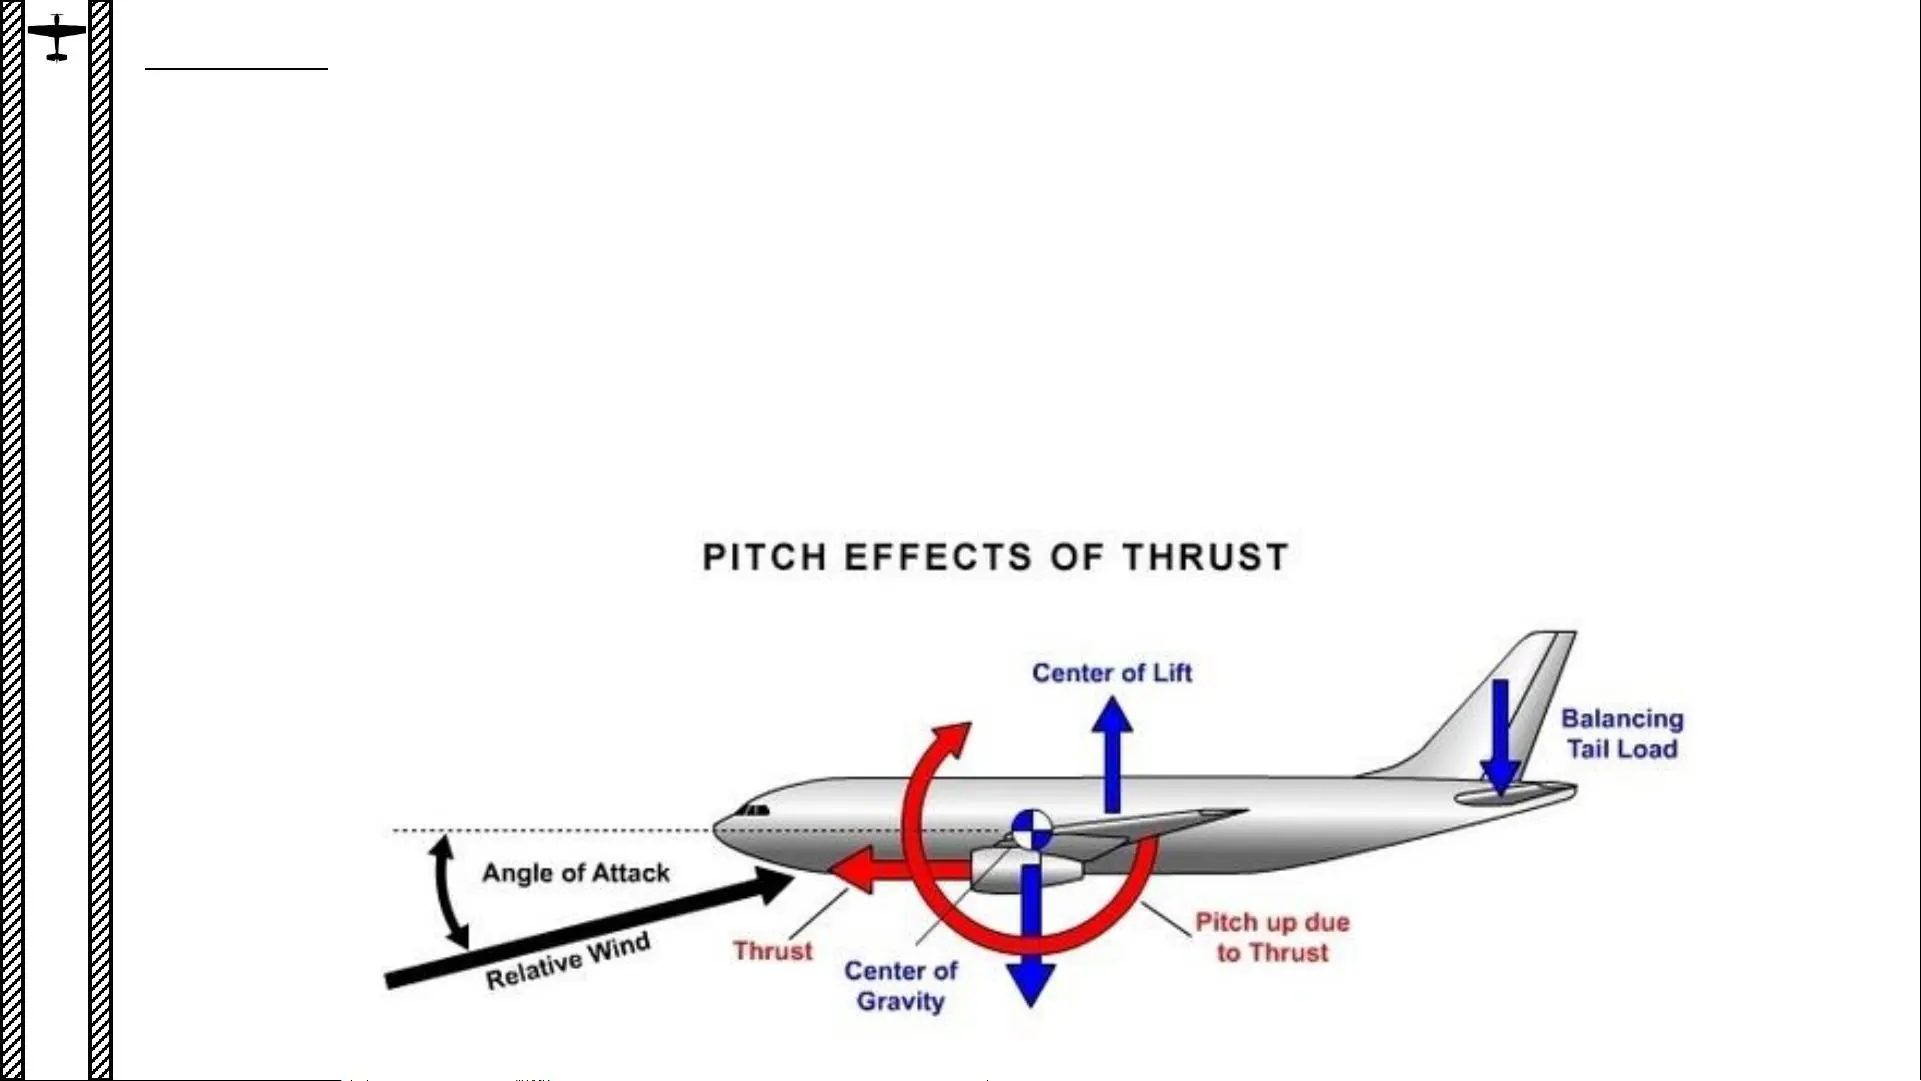 PITCH EFFECTS OF THRUST
Center of Lift
Balancing
Tail Load
Angle of Attack
Relative Wind
Thrust
Center of
Gravity
Pitch up due
to Thrust